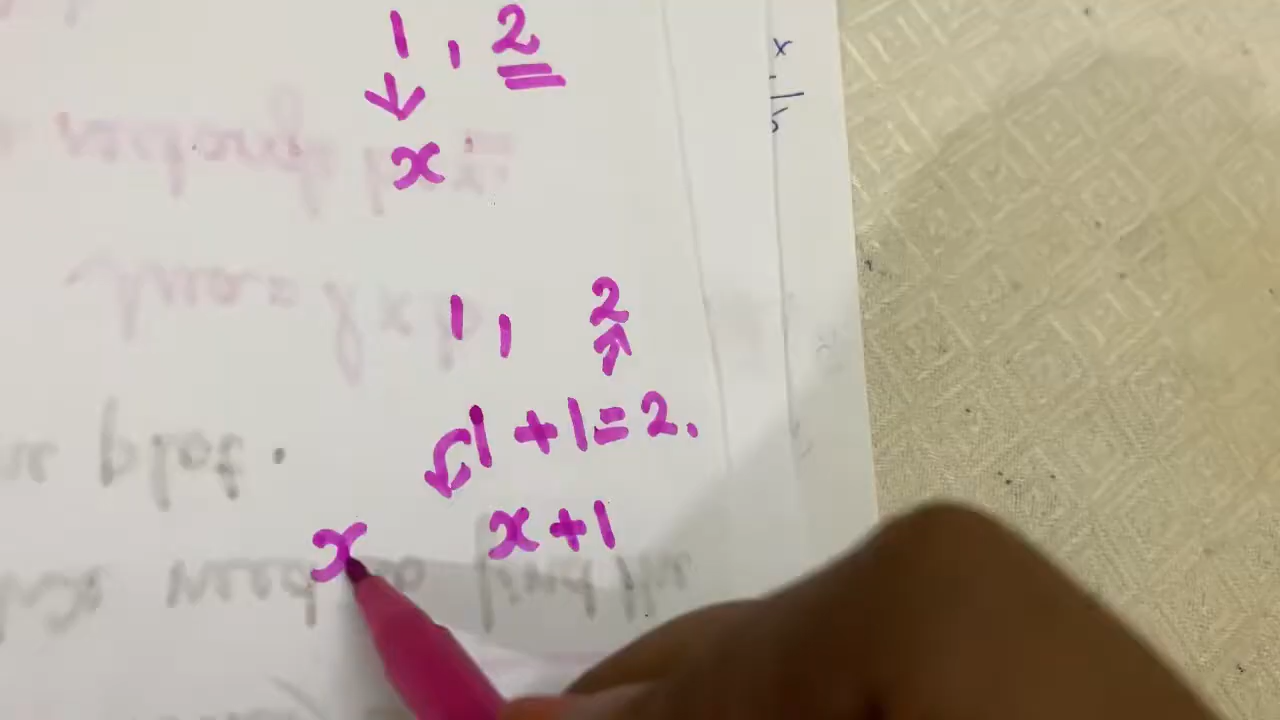 1 , 2
↓
x
1 , 2
↑
1 + 1 = 2.
x x + 1